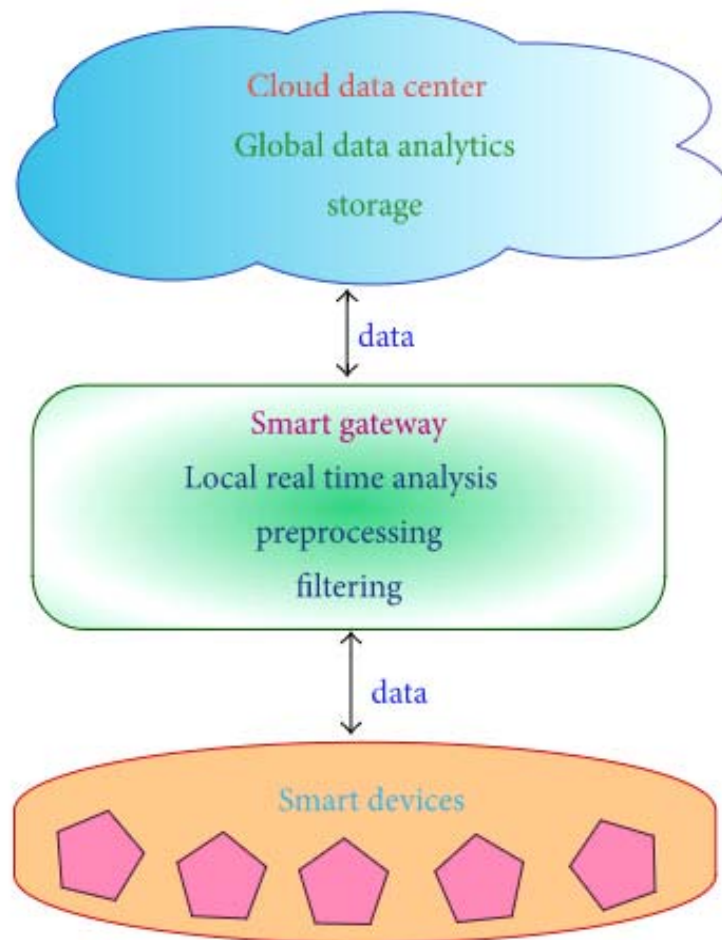 Cloud data center
Global data analytics
storage
data
Smart gateway
Local real time analysis
preprocessing
filtering
data
Smart devices